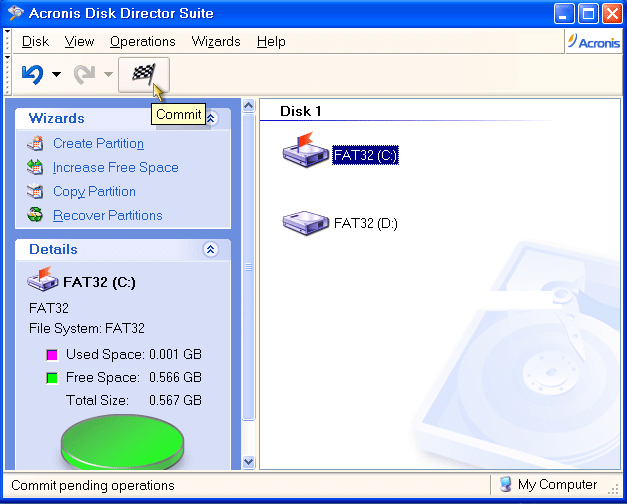 Acronis Disk Director Suite
Disk View Operations Wizards Help
Acronis
Commit
Wizards
Create Partition
Increase Free Space
Copy Partition
Recover Partitions
Details
FAT32 (C:)
FAT32
File System: FAT32
Used Space: 0.001 GB
Free Space: 0.566 GB
Total Size: 0.567 GB
Disk 1
FAT32 (C:)
FAT32 (D:)
Commit pending operations
My Computer